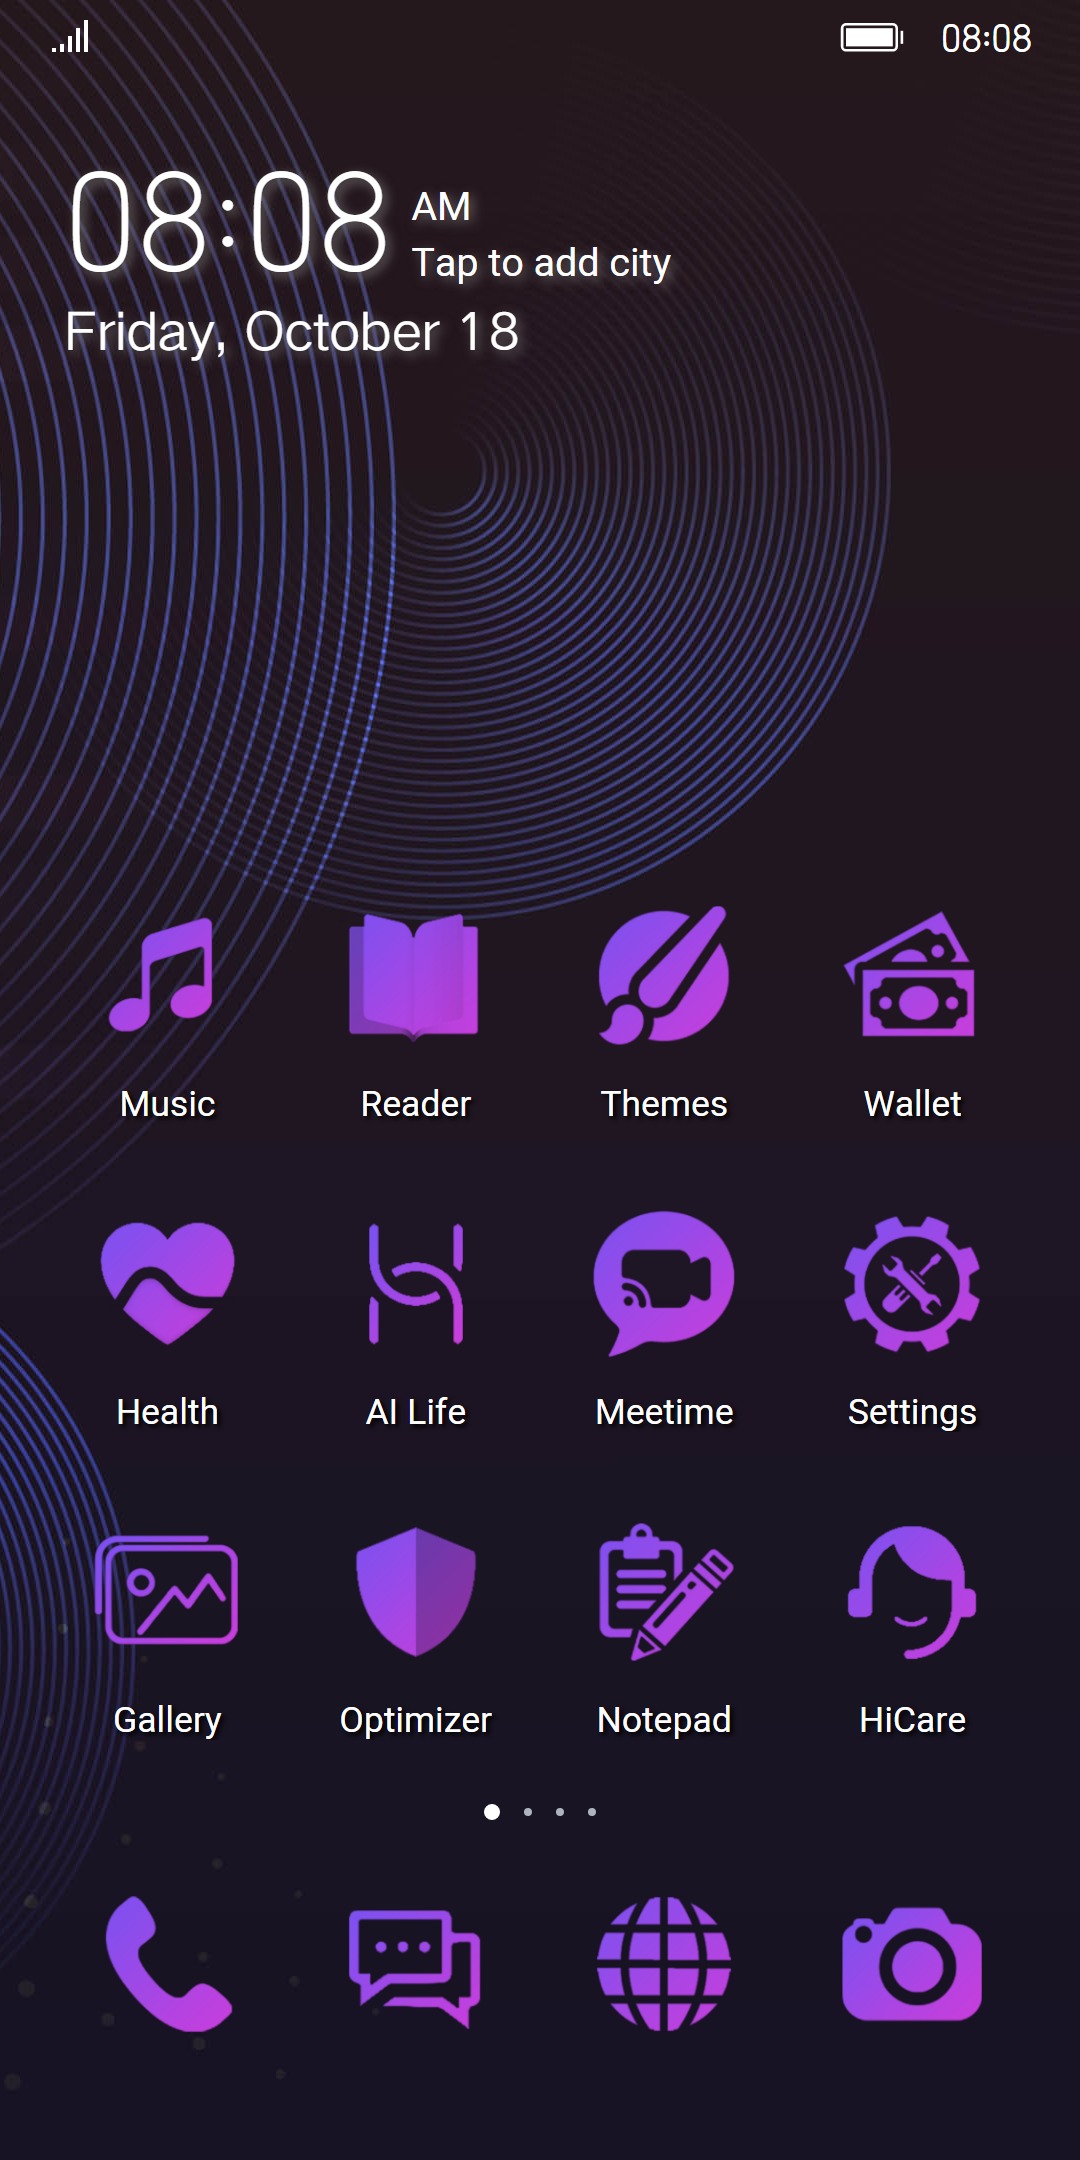 08:08
08:08 AM
Tap to add city
Friday, October 18
Music Reader Themes Wallet
Health AI Life Meetime Settings
Gallery Optimizer Notepad HiCare